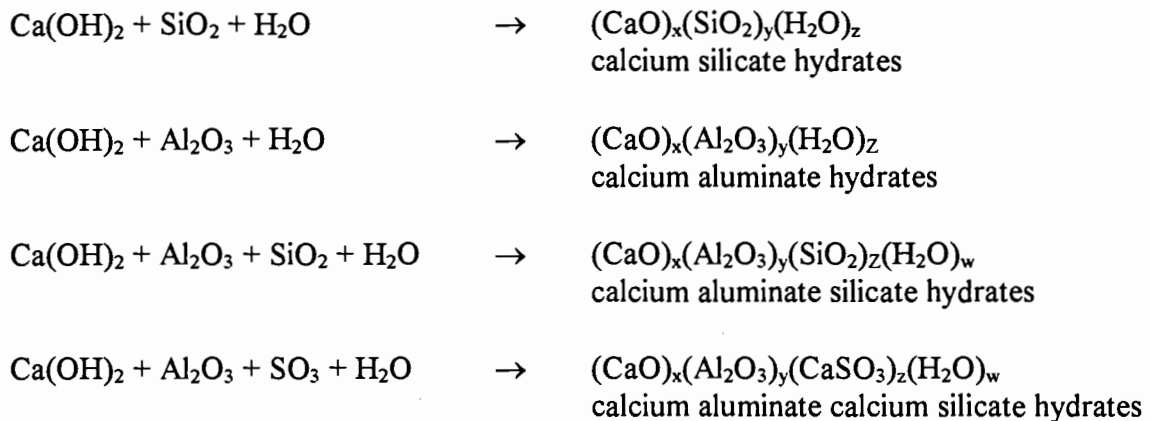 Ca(OH)₂ + SiO₂ + H₂O → (CaO)ₓ(SiO₂)ᵧ(H₂O)z
calcium silicate hydrates
Ca(OH)₂ + Al₂O₃ + H₂O → (CaO)ₓ(Al₂O₃)ᵧ(H₂O)Z
calcium aluminate hydrates
Ca(OH)₂ + Al₂O₃ + SiO₂ + H₂O → (CaO)ₓ(Al₂O₃)ᵧ(SiO₂)Z(H₂O)w
calcium aluminate silicate hydrates
Ca(OH)₂ + Al₂O₃ + SO₃ + H₂O → (CaO)ₓ(Al₂O₃)ᵧ(CaSO₃)z(H₂O)w
calcium aluminate calcium silicate hydrates